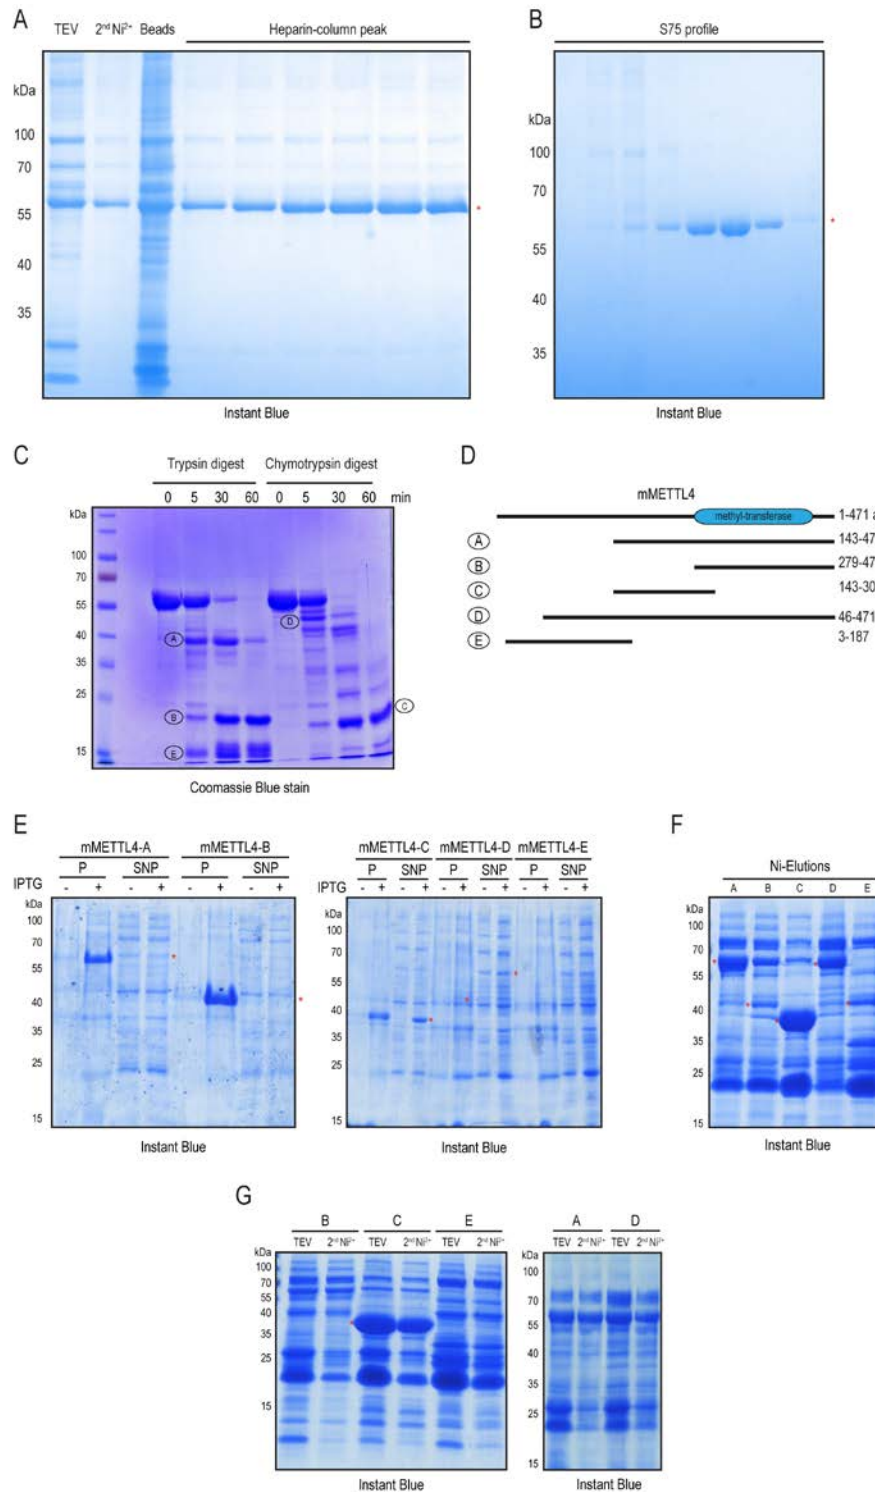 A
TEV 2nd Ni2+ Beads Heparin-column peak
kDa
100
70
55
40
35
Instant Blue
B
S75 profile
kDa
100
70
55
40
35
Instant Blue
C
Trypsin digest Chymotrypsin digest
0 5 30 60 0 5 30 60 min
kDa
100
70
55
40
35
25
15
A
B
E
D
C
Coomassie Blue stain
D
mMETTL4
methyl-transferase 1-471 a
A 143-47
B 279-47
C 143-30
D 46-471
E 3-187
E
mMETTL4-A mMETTL4-B
P SNP P SNP
IPTG - + - + - + - +
kDa
100
70
55
40
35
25
15
Instant Blue
mMETTL4-C mMETTL4-D mMETTL4-E
P SNP P SNP P SNP
IPTG - + - + - + - + - + - +
kDa
100
70
55
40
35
25
15
Instant Blue
F
Ni-Elutions
A B C D E
kDa
100
70
55
40
35
25
15
Instant Blue
G
B C E
TEV 2nd Ni2+ TEV 2nd Ni2+ TEV 2nd Ni2+
kDa
100
70
55
40
35
25
15
Instant Blue
A D
TEV 2nd Ni2+ TEV 2nd Ni2+
kDa
100
70
55
40
35
25
15
Instant Blue